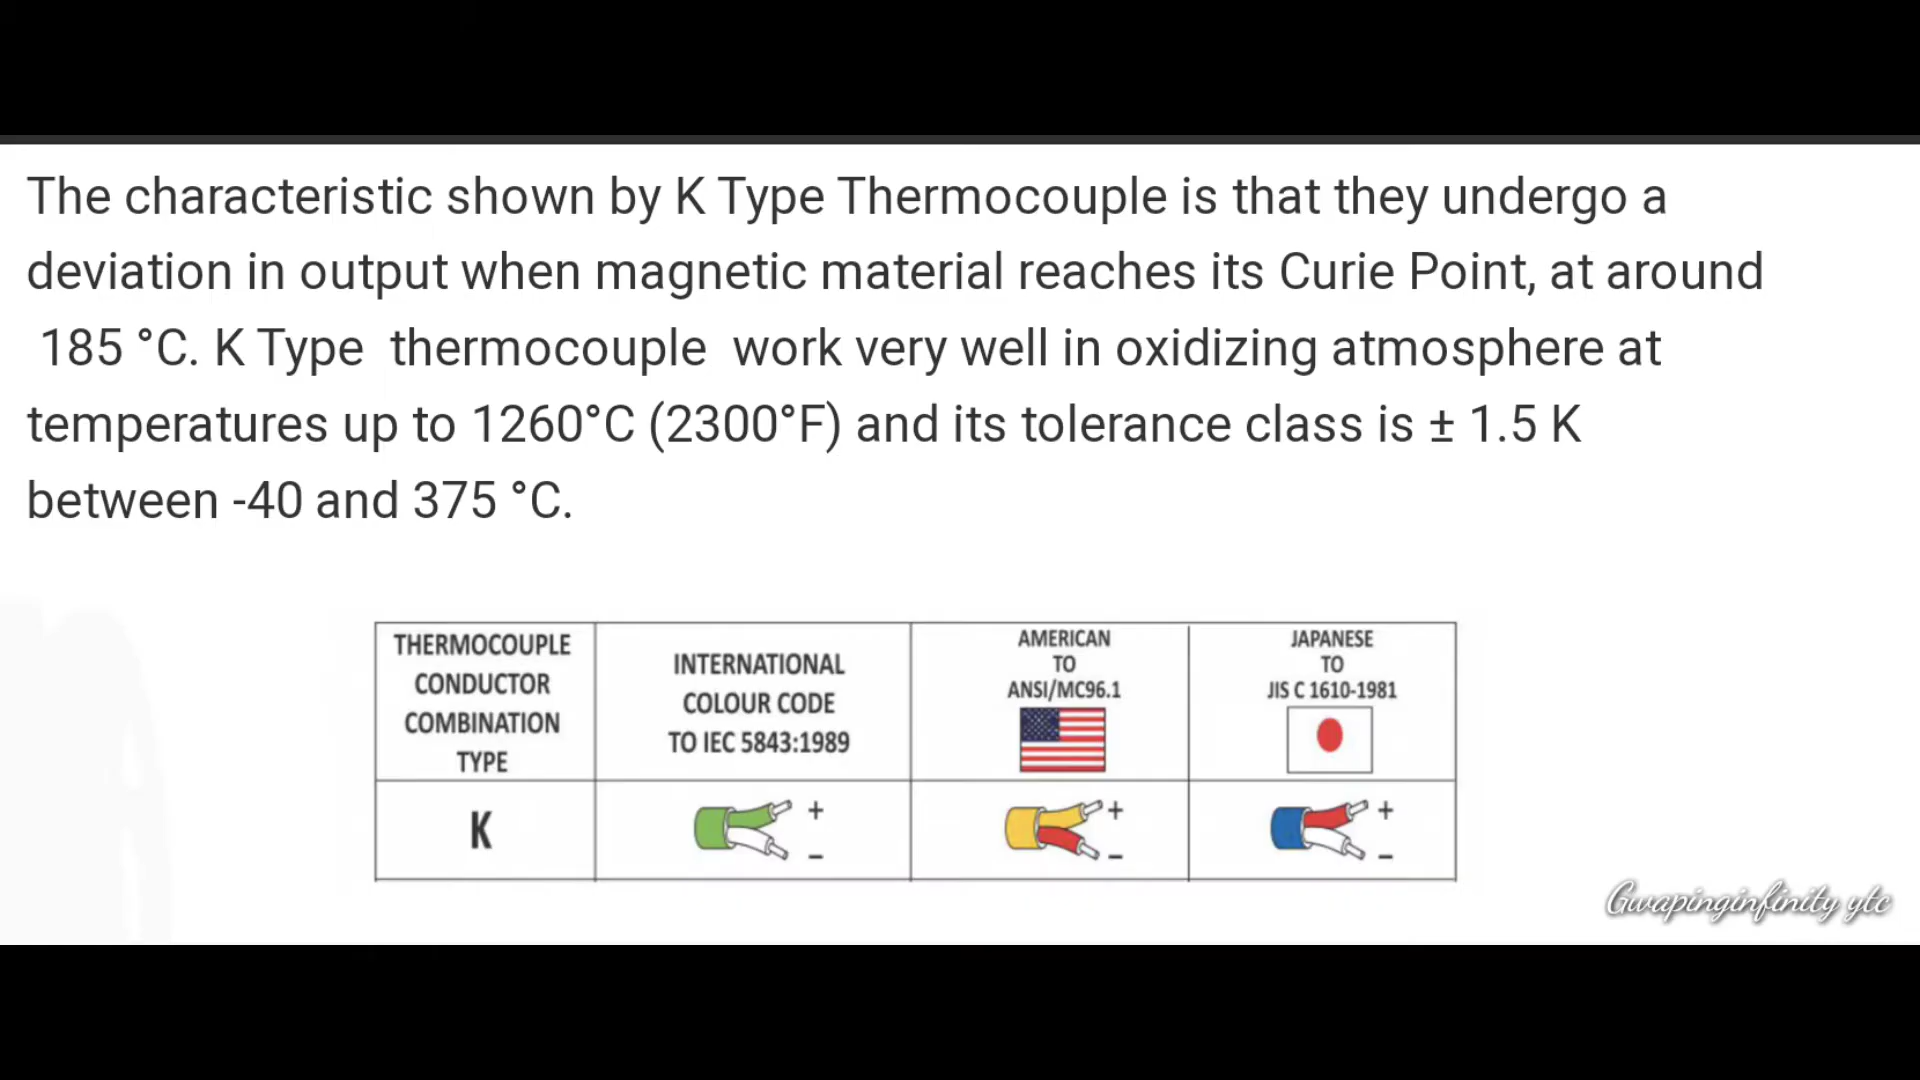 The characteristic shown by K Type Thermocouple is that they undergo a
deviation in output when magnetic material reaches its Curie Point, at around
185 °C. K Type thermocouple work very well in oxidizing atmosphere at
temperatures up to 1260°C (2300°F) and its tolerance class is ± 1.5 K
between -40 and 375 °C.
THERMOCOUPLE
CONDUCTOR
COMBINATION
TYPE
INTERNATIONAL
COLOUR CODE
TO IEC 5843:1989
AMERICAN
TO
ANSI/MC96.1
JAPANESE
TO
JIS C 1610-1981
K
+
−
+
−
+
−
Gwapinginfinity ytc